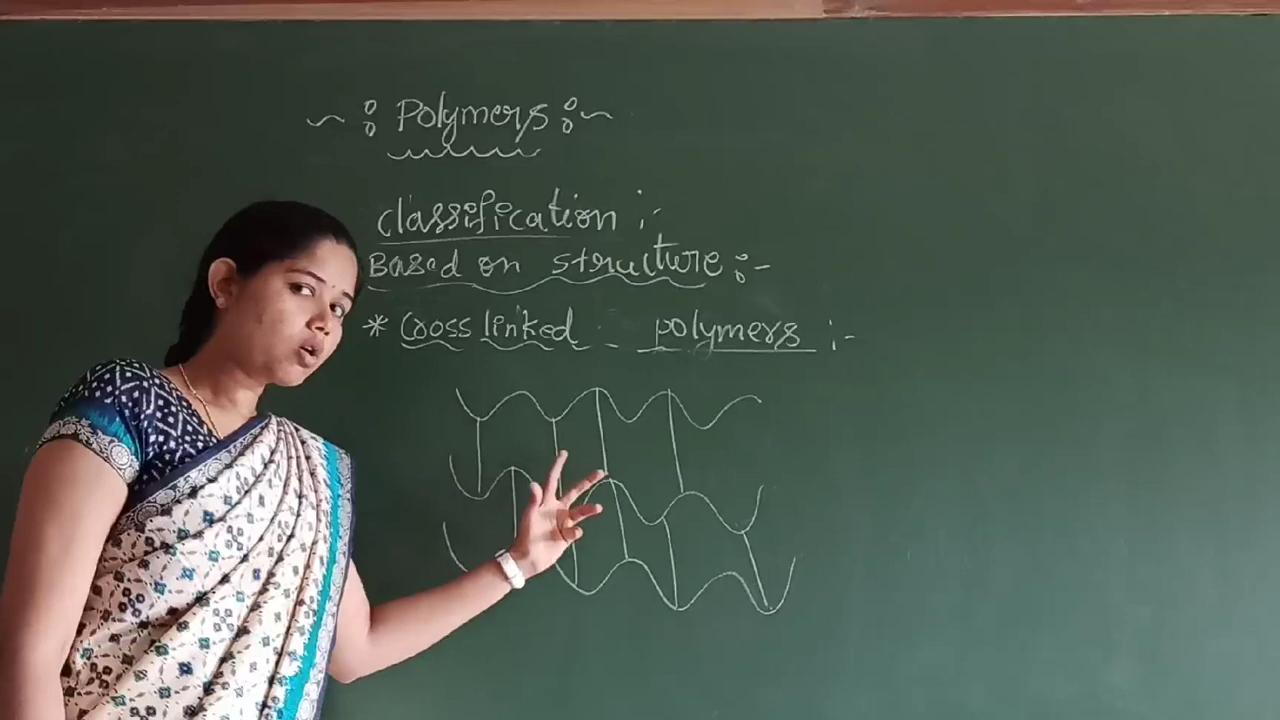 ~: Polymers :~
classification :-
Based on structure :-
* Cross linked - polymers :-